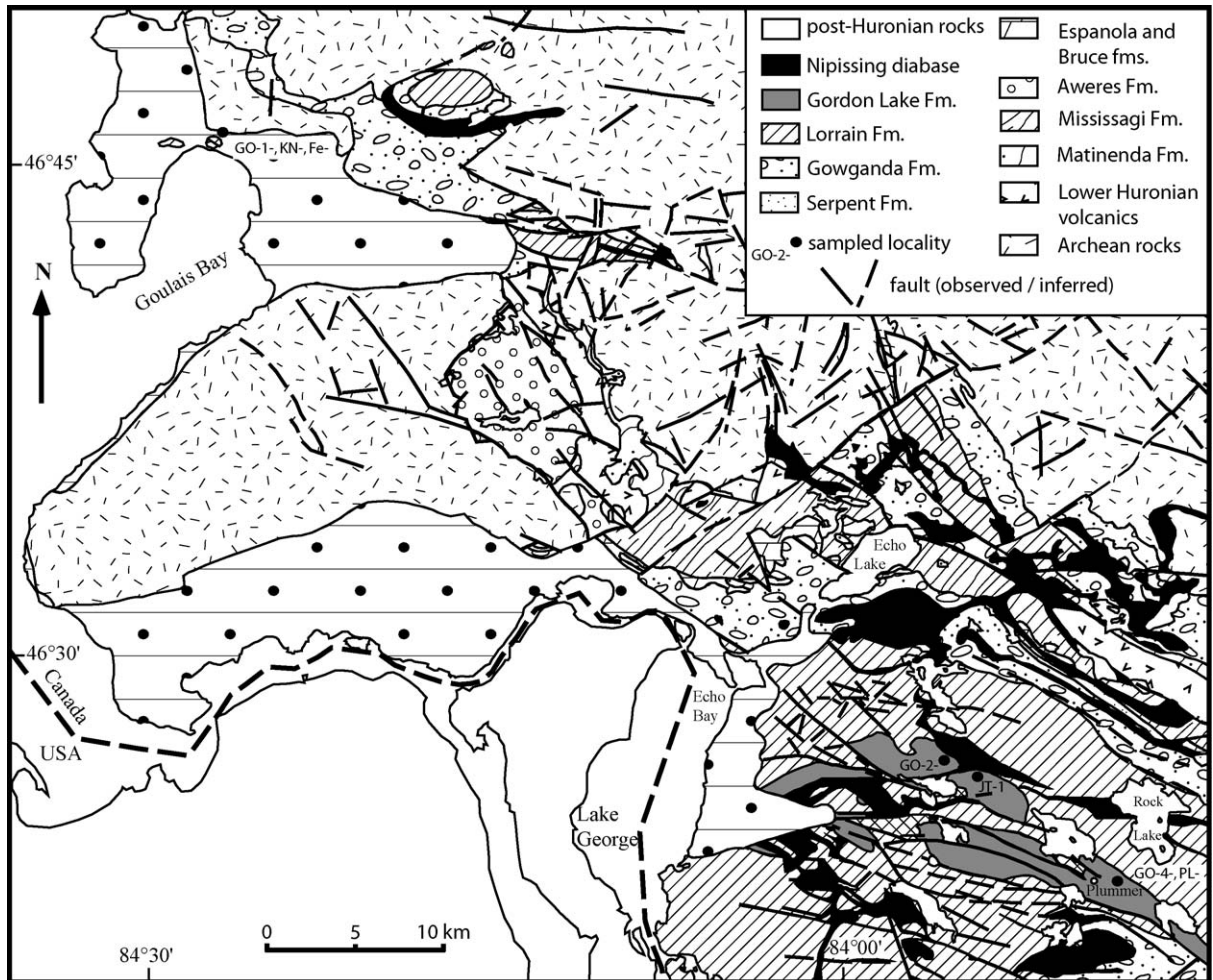 post-Huronian rocks
Nipissing diabase
Gordon Lake Fm.
Lorrain Fm.
Gowganda Fm.
Serpent Fm.
GO-2-
sampled locality
Espanola and
Bruce fms.
Aweres Fm.
Mississagi Fm.
Matinenda Fm.
Lower Huronian
volcanics
Archean rocks
fault (observed / inferred)
46°45'
GO-1-, KN-, Fe-
N
Goulais Bay
Echo
Lake
46°30'
Canada
USA
Echo
Bay
Lake
George
GO-2-
JT-1
Rock
Lake
GO-4-, PL-
Plummer
0 5 10 km
84°30'
84°00'